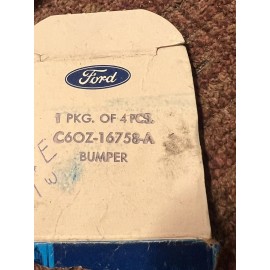 Ford
1 PKG. OF 4 PCS.
C6OZ-16758-A
BUMPER